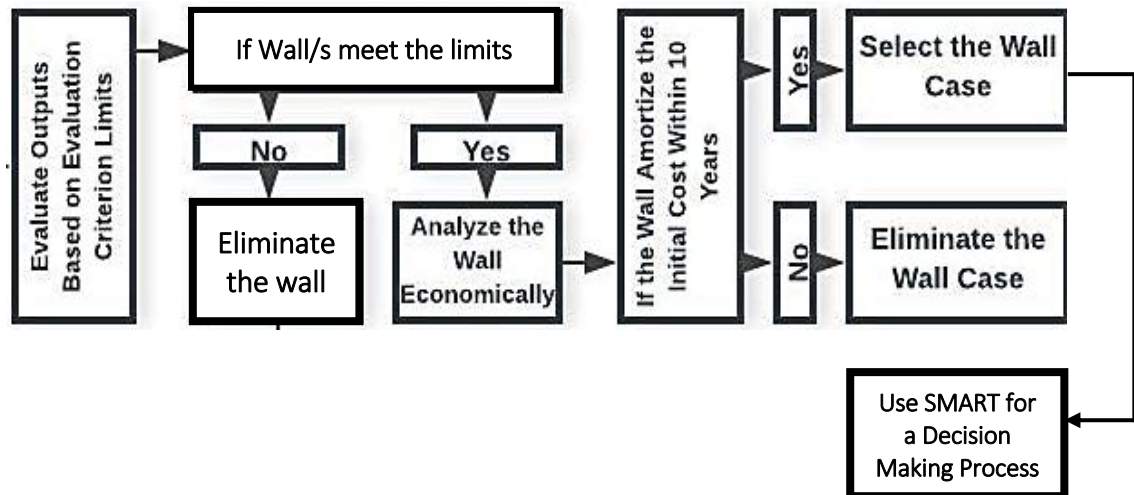 Evaluate Outputs
Based on Evaluation
Criterion Limits
If Wall/s meet the limits
No
Yes
Eliminate
the wall
Analyze the
Wall
Economically
If the Wall Amortize the
Initial Cost Within 10
Years
Yes
No
Select the Wall
Case
Eliminate the
Wall Case
Use SMART for
a Decision
Making Process